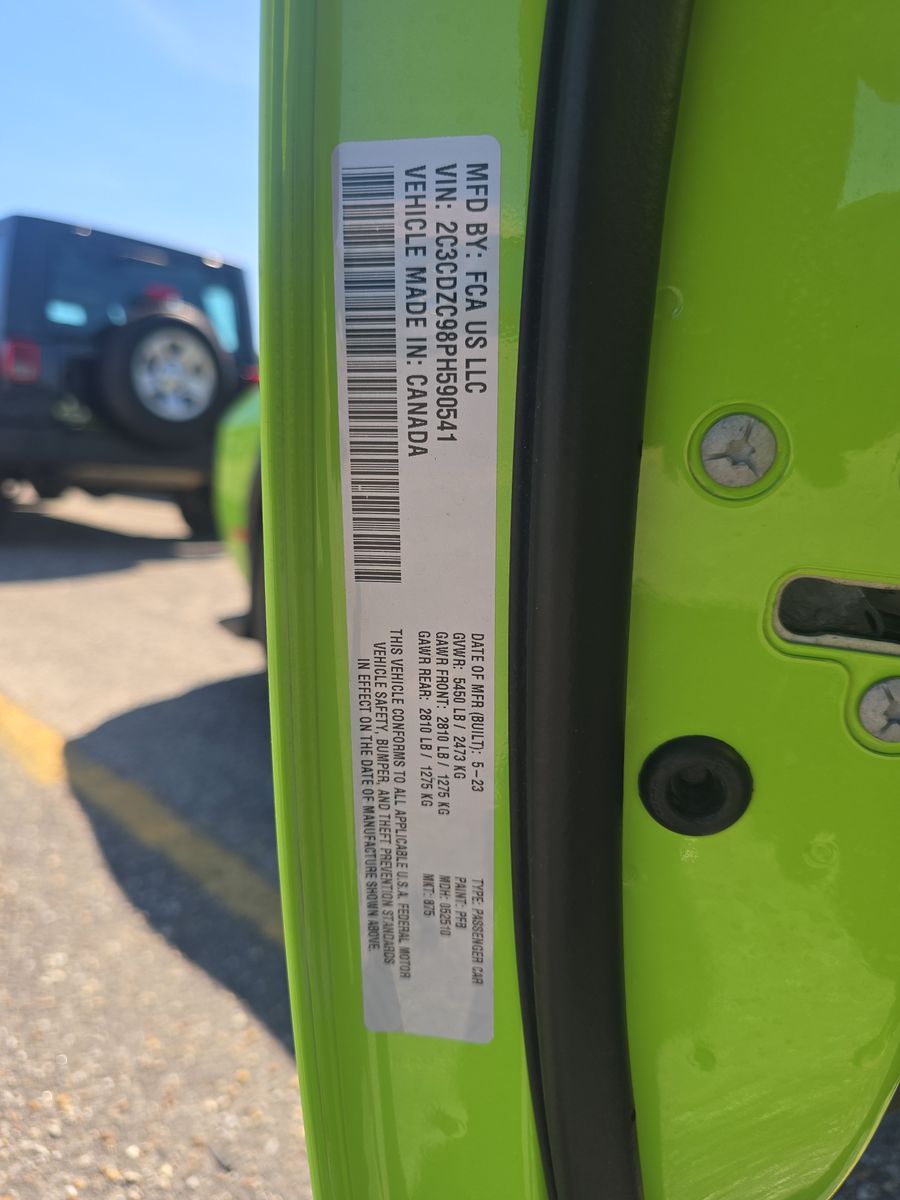 MFD BY: FCA US LLC
VIN: 2C3CDZC98PH590541
VEHICLE MADE IN: CANADA
DATE OF MFR (BUILT): 5-23
GVWR: 5450 LB / 2473 KG
GAWR FRONT: 2810 LB / 1275 KG
GAWR REAR: 2810 LB / 1275 KG
THIS VEHICLE CONFORMS TO ALL APPLICABLE U.S.A. FEDERAL MOTOR
VEHICLE SAFETY, BUMPER, AND THEFT PREVENTION STANDARDS
IN EFFECT ON THE DATE OF MANUFACTURE SHOWN ABOVE.
TYPE: PASSENGER CAR
PAINT: PFB
MDH: 052510
MKT: 875